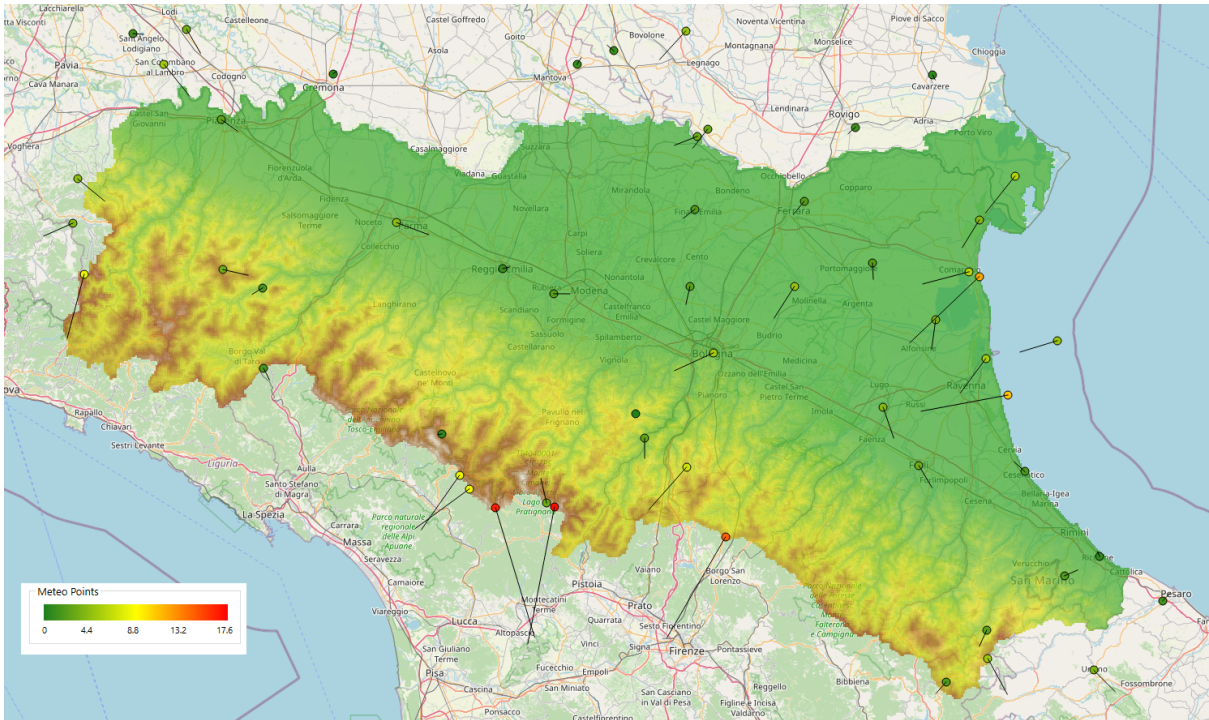 Lacchiarella
Lodi
Castelleone
Castel Goffredo
Noventa Vicentina
Piove di Sacco
Sant'Angelo
Lodigiano
Asola
Goito
Bovolone
Montagnana
Monselice
Chioggia
Pavia
San Colombano
al Lambro
Codogno
Mantova
Legnago
Cava Manara
Cremona
Cavarzere
Lendinara
Castel San
Giovanni
Piacenza
Rovigo
Adria
Porto Viro
Voghera
Casalmaggiore
Suzzara
Fiorenzuola
d'Arda
Viadana
Guastalla
Occhiobello
Mirandola
Bondeno
Copparo
Fidenza
Novellara
Salsomaggiore
Terme
Noceto
Parma
Finale Emilia
Ferrara
Carpi
Collecchio
Soliera
Crevalcore
Cento
Reggio Emilia
Nonantola
Portomaggiore
Comacchio
Rubiera
Modena
Molinella
Langhirano
Castelfranco
Emilia
Argenta
Scandiano
Formigine
Castel Maggiore
Sassuolo
Spilamberto
Budrio
Alfonsine
Castellarano
Borgo Val
di Taro
Vignola
Bologna
Medicina
Castelnovo
ne' Monti
Ozzano dell'Emilia
Lugo
Ravenna
Castel San
Pietro Terme
Pianoro
Russi
Rapallo
Pavullo nel
Frignano
Imola
Chiavari
Faenza
Sestri Levante
Cervia
Liguria
Aulla
Forlì
Cesenatico
Santo Stefano
di Magra
Forlimpopoli
Bellaria-Igea
Marina
Lago
Pratignano
Cesena
La Spezia
Parco naturale
regionale
delle Alpi
Apuane
Carrara
Rimini
Massa
Verucchio
Riccione
Seravezza
Vaiano
Borgo San
Lorenzo
Cattolica
San Marino
Camaiore
Pistoia
Meteo Points
Pesaro
Montecatini
Terme
Prato
0 4.4 8.8 13.2 17.6
Viareggio
Lucca
Quarrata
Sesto Fiorentino
Altopascio
Signa
Firenze
Pontassieve
San Giuliano
Terme
Vinci
Urbino
Fucecchio
Empoli
Bibbiena
Fossombrone
Pisa
Cascina
San Miniato
San Casciano
in Val di Pesa
Reggello
Figline e Incisa
Valdarno
Ponsacco
Castelfiorentino